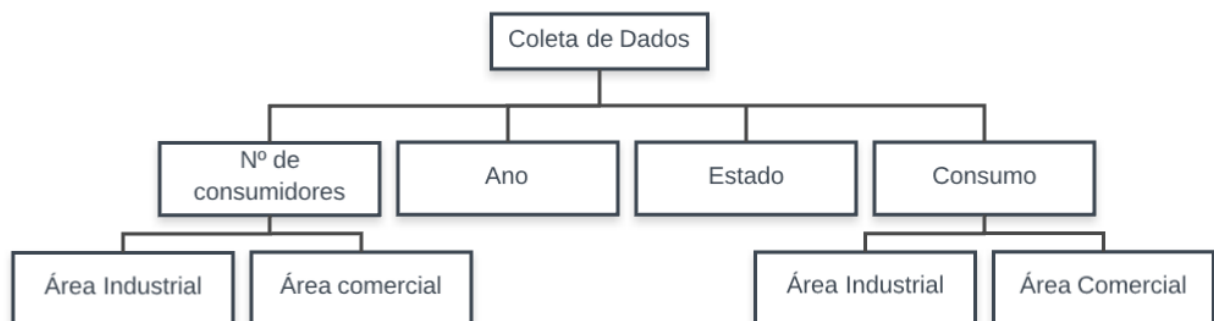 Coleta de Dados
Nº de
consumidores
Ano
Estado
Consumo
Área Industrial
Área comercial
Área Industrial
Área Comercial